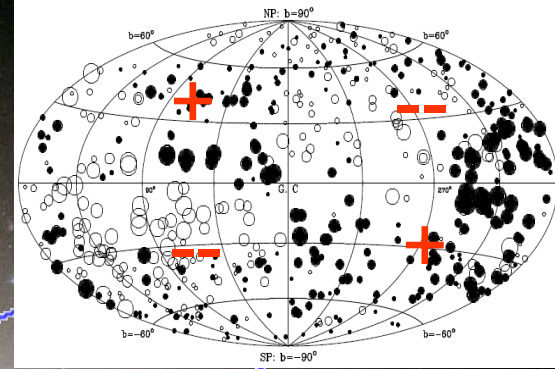 NP: b=90°
b=60° b=60°
+ − −
90° G. C 270°
− − +
b=−60° b=−60°
SP: b=−90°